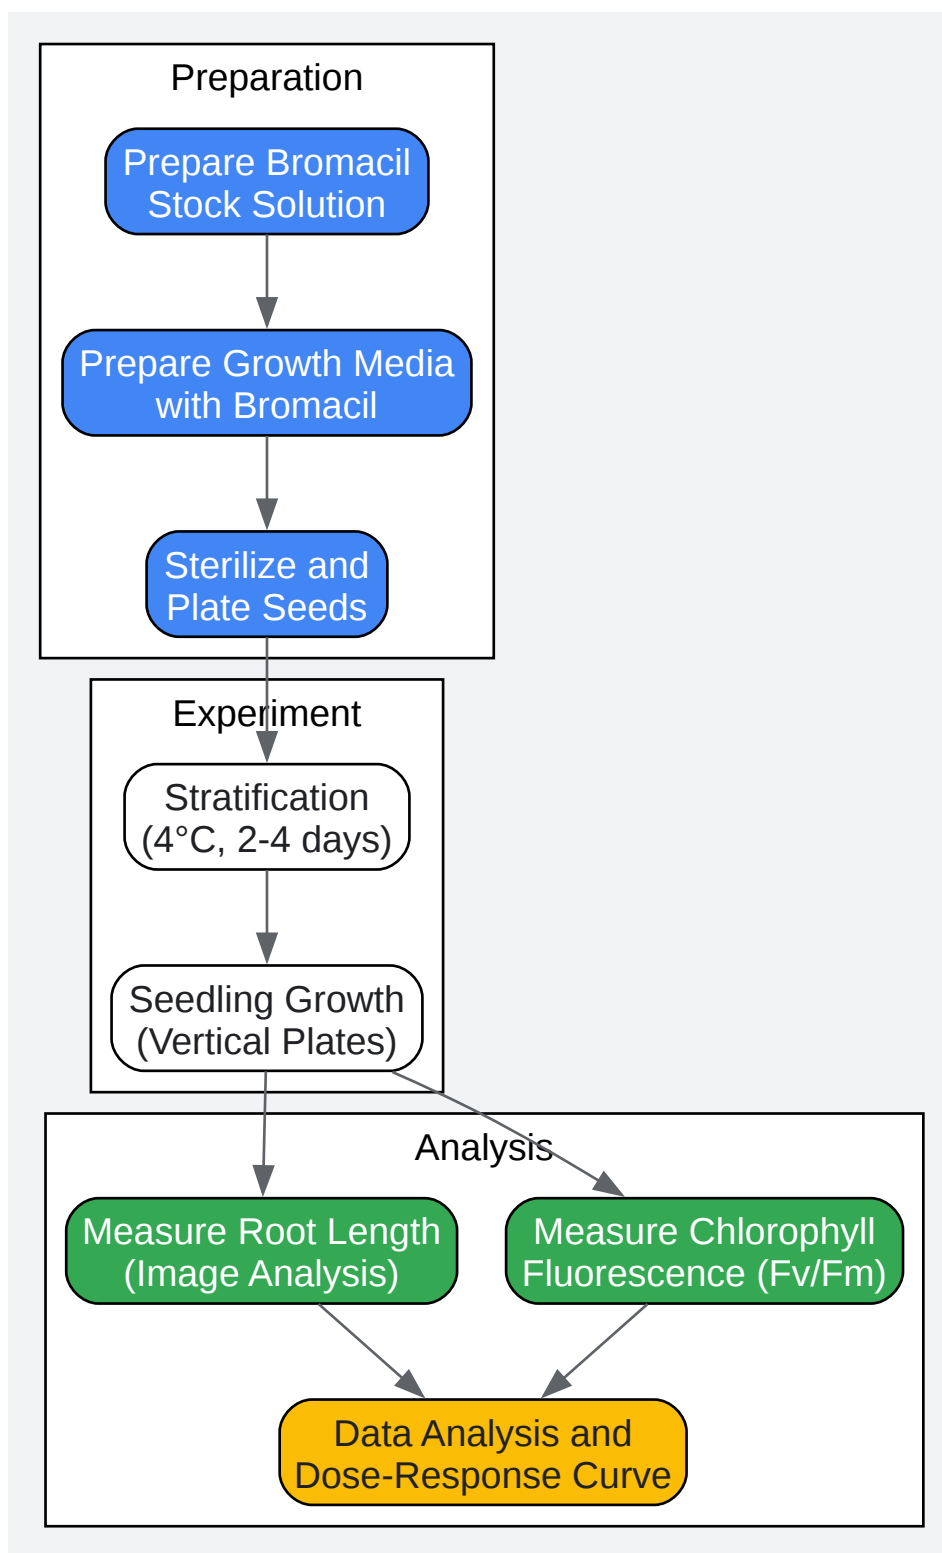 Preparation
Prepare Bromacil
Stock Solution
Prepare Growth Media
with Bromacil
Sterilize and
Plate Seeds
Experiment
Stratification
(4°C, 2-4 days)
Seedling Growth
(Vertical Plates)
Analysis
Measure Root Length
(Image Analysis)
Measure Chlorophyll
Fluorescence (Fv/Fm)
Data Analysis and
Dose-Response Curve